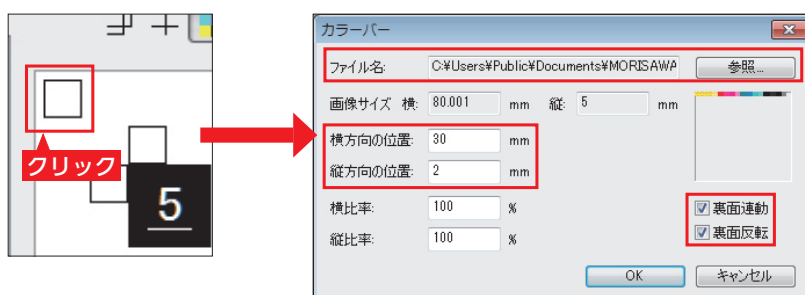 クリック
5
カラーバー
ファイル名: C:¥Users¥Public¥Documents¥MORISAWA 参照...
画像サイズ 横: 80.001 mm 縦: 5 mm
横方向の位置: 30 mm
縦方向の位置: 2 mm
横比率: 100 %
縦比率: 100 %
裏面連動
裏面反転
OK キャンセル